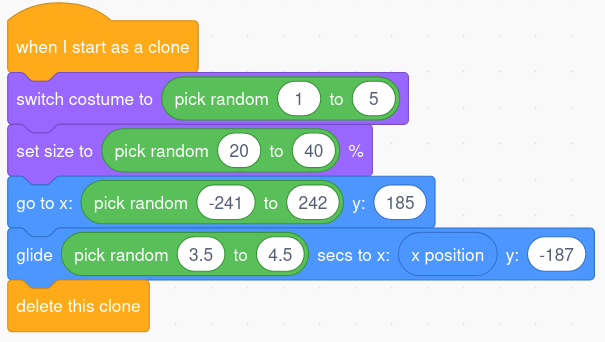 when I start as a clone
switch costume to pick random 1 to 5
set size to pick random 20 to 40 %
go to x: pick random -241 to 242 y: 185
glide pick random 3.5 to 4.5 secs to x: x position y: -187
delete this clone